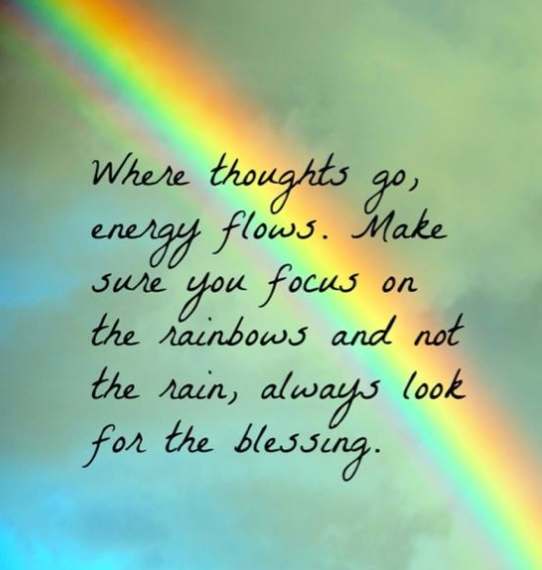 Where thoughts go,
energy flows. Make
sure you focus on
the rainbows and not
the rain, always look
for the blessing.